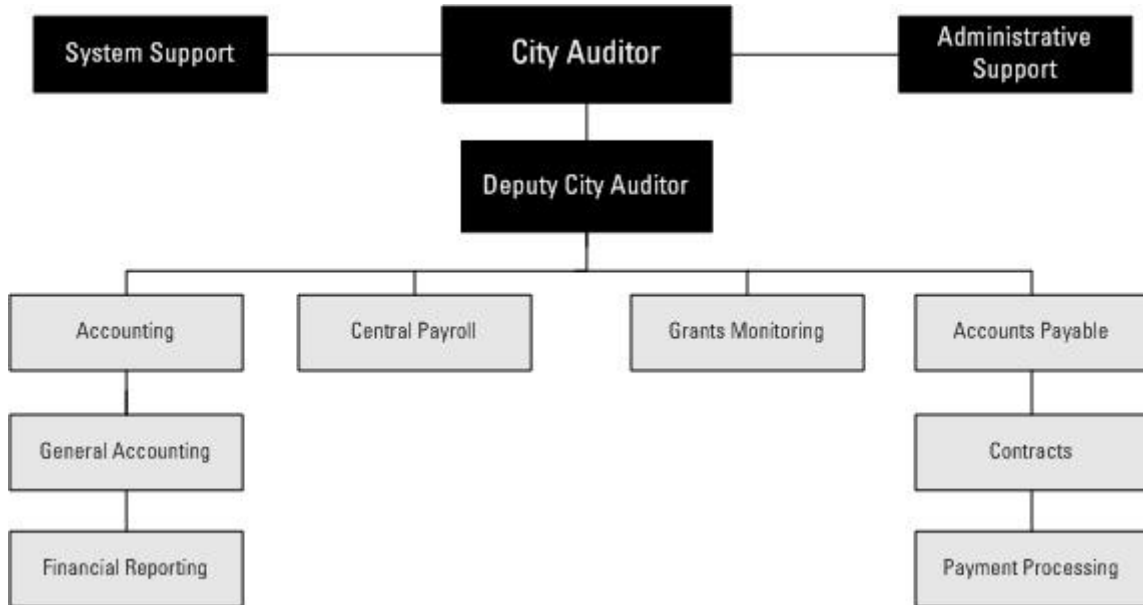 System Support
City Auditor
Administrative
Support
Deputy City Auditor
Accounting
Central Payroll
Grants Monitoring
Accounts Payable
General Accounting
Contracts
Financial Reporting
Payment Processing